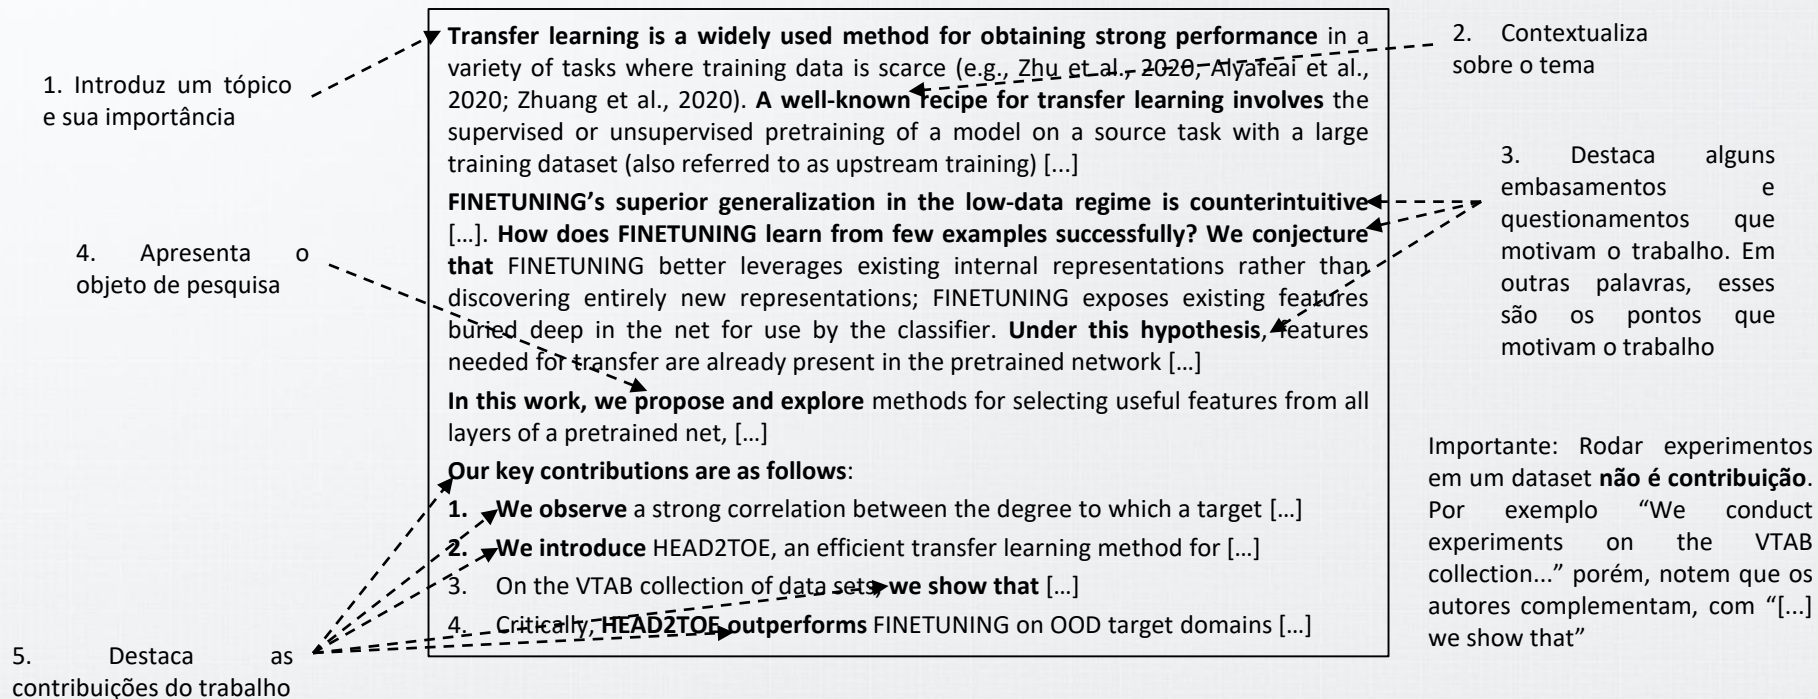 1. Introduz um tópico
e sua importância
4. Apresenta o
objeto de pesquisa
5. Destaca as
contribuições do trabalho
Transfer learning is a widely used method for obtaining strong performance in a
variety of tasks where training data is scarce (e.g., Zhu et al., 2020; Alyafeai et al.,
2020; Zhuang et al., 2020). A well-known recipe for transfer learning involves the
supervised or unsupervised pretraining of a model on a source task with a large
training dataset (also referred to as upstream training) [...]
FINETUNING’s superior generalization in the low-data regime is counterintuitive
[…]. How does FINETUNING learn from few examples successfully? We conjecture
that FINETUNING better leverages existing internal representations rather than
discovering entirely new representations; FINETUNING exposes existing features
buried deep in the net for use by the classifier. Under this hypothesis, features
needed for transfer are already present in the pretrained network […]
In this work, we propose and explore methods for selecting useful features from all
layers of a pretrained net, […]
Our key contributions are as follows:
1. We observe a strong correlation between the degree to which a target […]
2. We introduce HEAD2TOE, an efficient transfer learning method for […]
3. On the VTAB collection of data sets, we show that […]
4. Critically, HEAD2TOE outperforms FINETUNING on OOD target domains […]
2. Contextualiza
sobre o tema
3. Destaca alguns
embasamentos e
questionamentos que
motivam o trabalho. Em
outras palavras, esses
são os pontos que
motivam o trabalho
Importante: Rodar experimentos
em um dataset não é contribuição.
Por exemplo “We conduct
experiments on the VTAB
collection...” porém, notem que os
autores complementam, com “[...]
we show that”